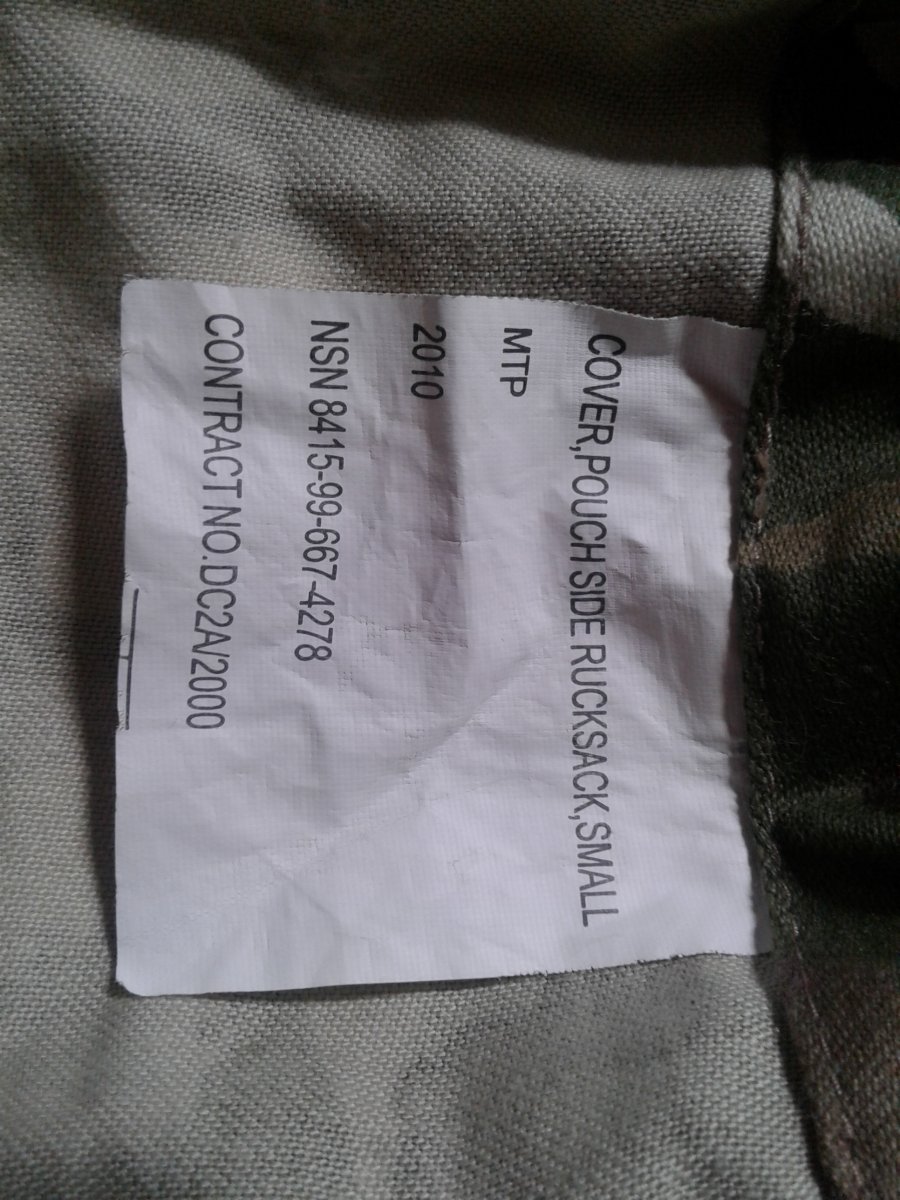 COVER,POUCH SIDE RUCKSACK,SMALL
MTP
2010
NSN 8415-99-667-4278
CONTRACT NO.DC2A/2000